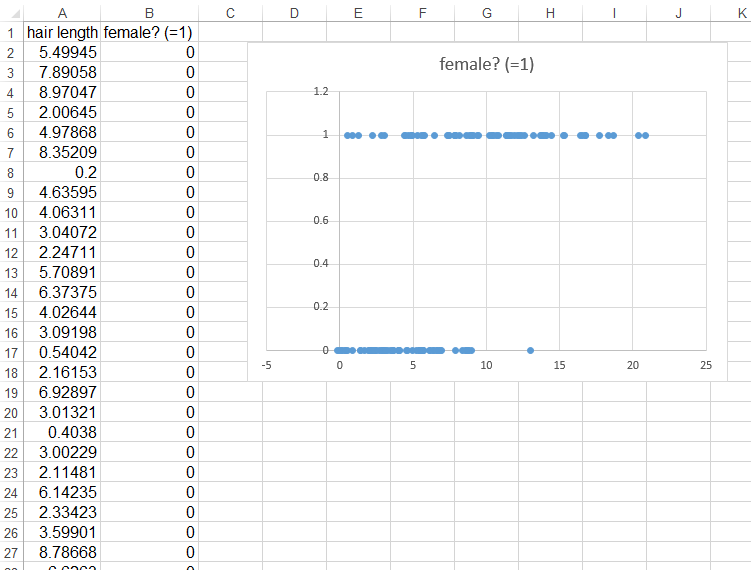 A B C D E F G H I J K
1 hair length female? (=1)
2 5.49945 0
3 7.89058 0
4 8.97047 0
5 2.00645 0
6 4.97868 0
7 8.35209 0
8 0.2 0
9 4.63595 0
10 4.06311 0
11 3.04072 0
12 2.24711 0
13 5.70891 0
14 6.37375 0
15 4.02644 0
16 3.09198 0
17 0.54042 0
18 2.16153 0
19 6.92897 0
20 3.01321 0
21 0.4038 0
22 3.00229 0
23 2.11481 0
24 6.14235 0
25 2.33423 0
26 3.59901 0
27 8.78668 0
female? (=1)
1.2
1
0.8
0.6
0.4
0.2
0
-5 0 5 10 15 20 25